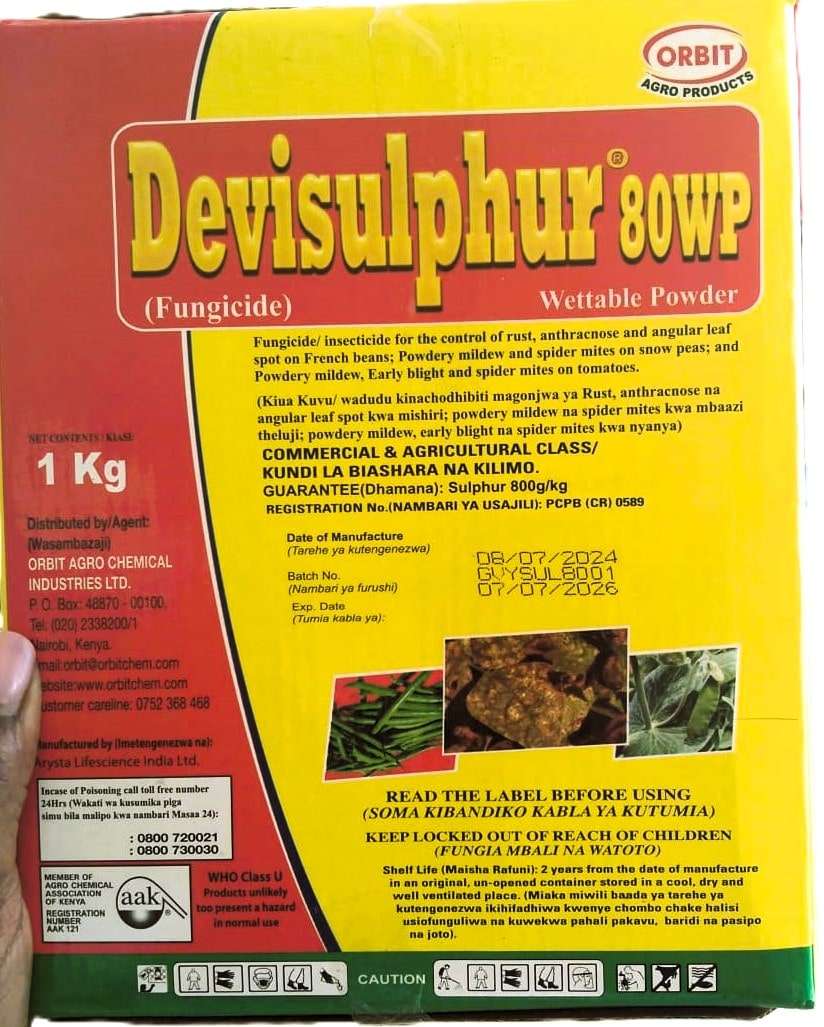 ORBIT
AGRO PRODUCTS
Devisulphur® 80WP
(Fungicide)
Wettable Powder
Fungicide/ insecticide for the control of rust, anthracnose and angular leaf
spot on French beans; Powdery mildew and spider mites on snow peas; and
Powdery mildew, Early blight and spider mites on tomatoes.
(Kiua Kuvu/ wadudu kinachodhibiti magonjwa ya Rust, anthracnose na
angular leaf spot kwa mishiri; powdery mildew na spider mites kwa mbaazi
theluji; powdery mildew, early blight na spider mites kwa nyanya)
COMMERCIAL & AGRICULTURAL CLASS/
KUNDI LA BIASHARA NA KILIMO.
GUARANTEE(Dhamana): Sulphur 800g/kg
REGISTRATION No.(NAMBARI YA USAJILI): PCPB (CR) 0589
Date of Manufacture
(Tarehe ya kutengenezwa)
08/07/2024
Batch No.
(Nambari ya furushi)
Exp. Date
(Tumia kabla ya):
07/07/2026
NET CONTENTS / KIASI:
1 Kg
Distributed by/Agent:
(Wasambazaji)
ORBIT AGRO CHEMICAL
INDUSTRIES LTD.
P. O. Box: 48870 - 00100,
Tel: (020) 2338200/1
Nairobi, Kenya.
mail:orbit@orbitchem.com
ebsite:www.orbitchem.com
ustomer careline: 0752 368 468
anufactured by (Imetengenezwa na):
Arysta Lifescience India Ltd.
Incase of Poisoning call toll free number
24Hrs (Wakati wa kusumika piga
simu bila malipo kwa nambari Masaa 24):
: 0800 720021
: 0800 730030
MEMBER OF
AGRO CHEMICAL
ASSOCIATION
OF KENYA
REGISTRATION
NUMBER
AAK 121
aak®
WHO Class U
Products unlikely
too present a hazard
in normal use
READ THE LABEL BEFORE USING
(SOMA KIBANDIKO KABLA YA KUTUMIA)
KEEP LOCKED OUT OF REACH OF CHILDREN
(FUNGIA MBALI NA WATOTO)
Shelf Life (Maisha Rafuni): 2 years from the date of manufacture
in an original, un-opened container stored in a cool, dry and
well ventilated place. (Miaka miwili baada ya tarehe ya
kutengenezwa ikihifadhiwa kwenye chombo chake halisi
usiofunguliwa na kuwekwa pahali pakavu, baridi na pasipo
na joto).
CAUTION